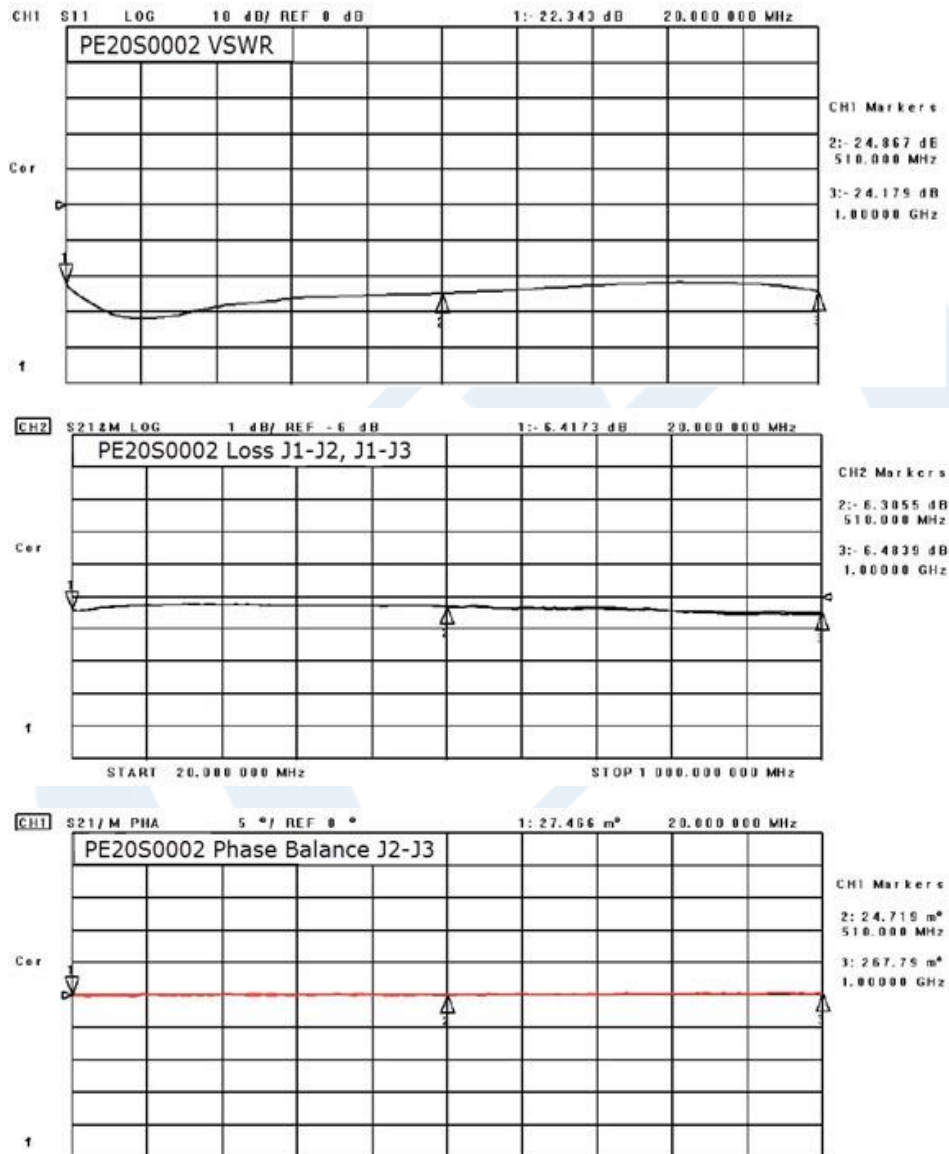 CH1 S11 LOG 10 dB/ REF 0 dB 1:-22.343 dB 20.000 000 MHz
PE20S0002 VSWR
CH1 Markers
2:-24.867 dB
510.000 MHz
Cor
3:-24.179 dB
1.00000 GHz
1
2
f
CH2 S21&M LOG 1 dB/ REF -6 dB 1:-6.4173 dB 20.000 000 MHz
PE20S0002 Loss J1-J2, J1-J3
CH2 Markers
2:-6.3055 dB
510.000 MHz
Cor
3:-6.4839 dB
1.00000 GHz
1
2
f
START 20.000 000 MHz STOP 1 000.000 000 MHz
CH1 S21/M PHA 5 °/ REF 0 ° 1: 27.466 m° 20.000 000 MHz
PE20S0002 Phase Balance J2-J3
CH1 Markers
2: 24.719 m°
510.000 MHz
Cor
3: 267.79 m°
1.00000 GHz
1
2
f